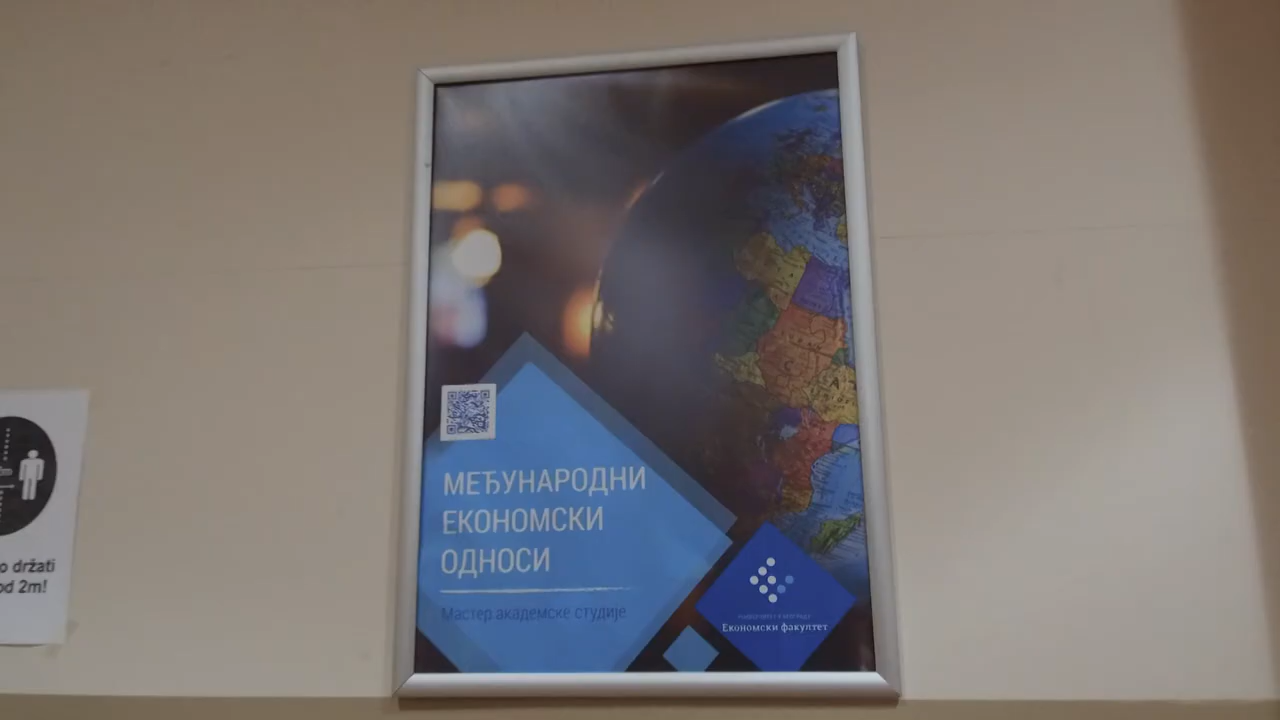 МЕЂУНАРОДНИ
ЕКОНОМСКИ
ОДНОСИ
Мастер академске студије
Економски факултет
držati
od 2m!